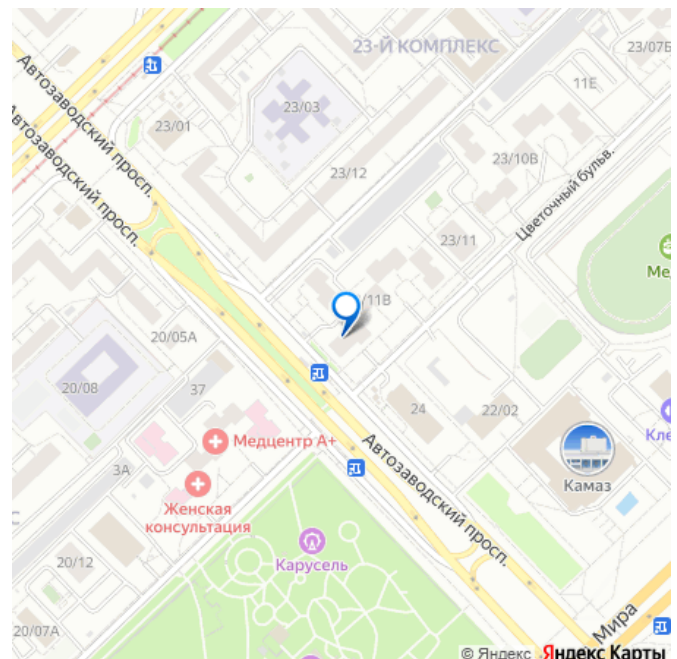 23-Й КОМПЛЕКС
23/07Б
11Е
Автозаводский просп.
Автозаводский просп.
23/03
23/01
23/12
23/10В
Цветочный бульв.
23/11
Ме
/11В
20/05А
20/08
37
24
22/02
Кле
Медцентр А+
Автозаводский просп.
Камаз
3А
Женская
консультация
20/12
Карусель
20/07А
Мира
© Яндекс Яндекс Карты